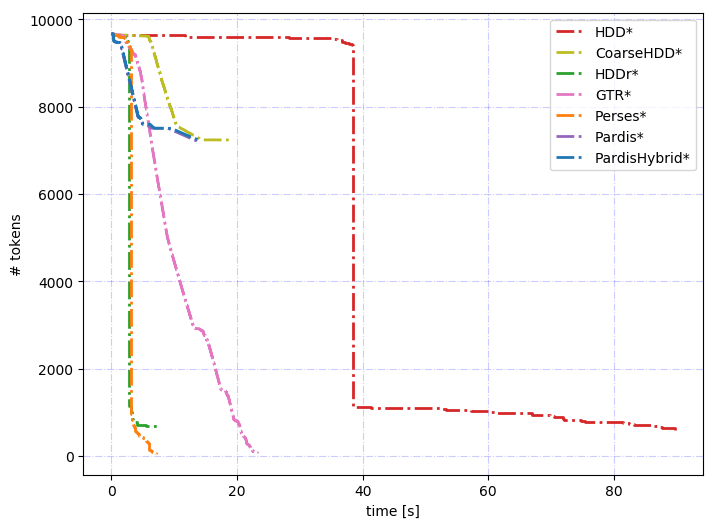 10000
8000
6000
4000
2000
0
# tokens
0 20 40 60 80
time [s]
HDD*
CoarseHDD*
HDDr*
GTR*
Perses*
Pardis*
PardisHybrid*